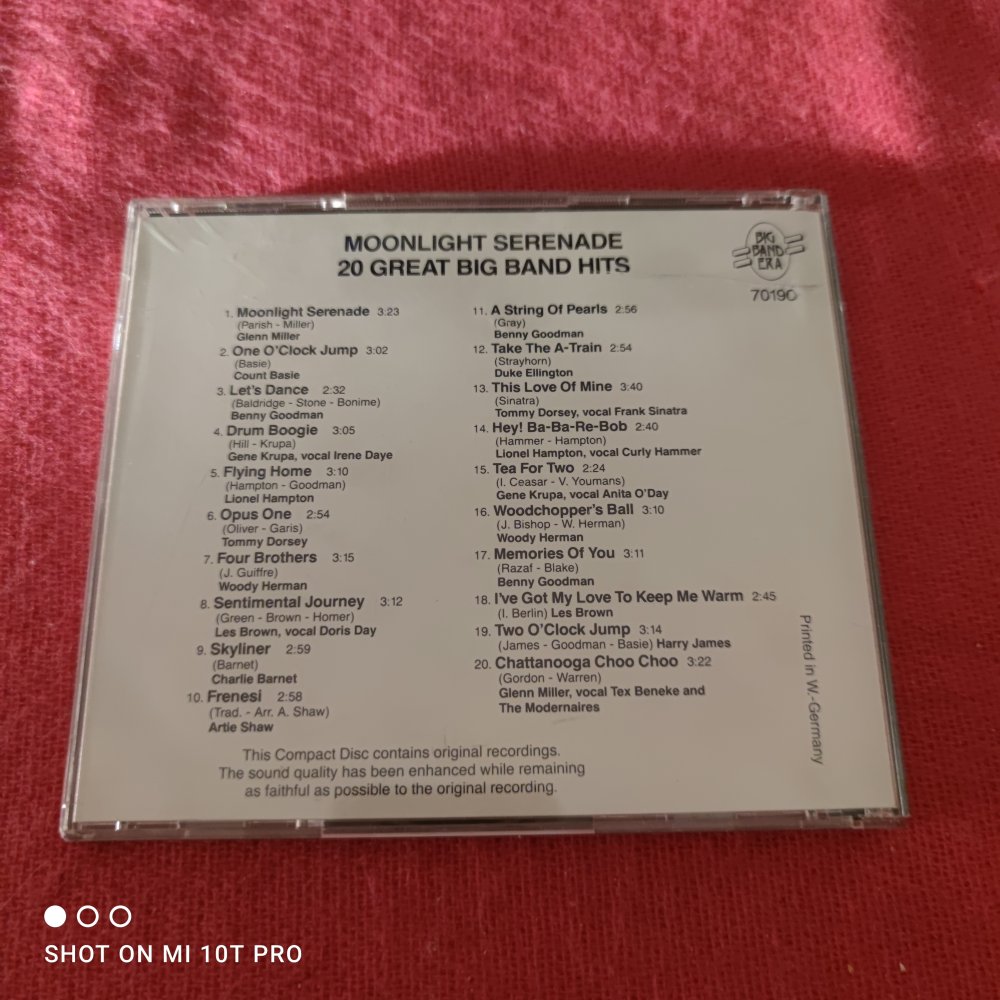 MOONLIGHT SERENADE
20 GREAT BIG BAND HITS
BIG
BAND
ERA
70190
1. Moonlight Serenade 3:23
(Parish - Miller)
Glenn Miller
2. One O'Clock Jump 3:02
(Basie)
Count Basie
3. Let's Dance 2:32
(Baldridge - Stone - Bonime)
Benny Goodman
4. Drum Boogie 3:05
(Hill - Krupa)
Gene Krupa, vocal Irene Daye
5. Flying Home 3:10
(Hampton - Goodman)
Lionel Hampton
6. Opus One 2:54
(Oliver - Garis)
Tommy Dorsey
7. Four Brothers 3:15
(J. Guiffre)
Woody Herman
8. Sentimental Journey 3:12
(Green - Brown - Homer)
Les Brown, vocal Doris Day
9. Skyliner 2:59
(Barnet)
Charlie Barnet
10. Frenesi 2:58
(Trad. - Arr. A. Shaw)
Artie Shaw
11. A String Of Pearls 2:56
(Gray)
Benny Goodman
12. Take The A-Train 2:54
(Strayhorn)
Duke Ellington
13. This Love Of Mine 3:40
(Sinatra)
Tommy Dorsey, vocal Frank Sinatra
14. Hey! Ba-Ba-Re-Bob 2:40
(Hammer - Hampton)
Lionel Hampton, vocal Curly Hammer
15. Tea For Two 2:24
(I. Ceasar - V. Youmans)
Gene Krupa, vocal Anita O'Day
16. Woodchopper's Ball 3:10
(J. Bishop - W. Herman)
Woody Herman
17. Memories Of You 3:11
(Razaf - Blake)
Benny Goodman
18. I've Got My Love To Keep Me Warm 2:45
(I. Berlin) Les Brown
19. Two O'Clock Jump 3:14
(James - Goodman - Basie) Harry James
20. Chattanooga Choo Choo 3:22
(Gordon - Warren)
Glenn Miller, vocal Tex Beneke and
The Modernaires
Printed in W.-Germany
This Compact Disc contains original recordings.
The sound quality has been enhanced while remaining
as faithful as possible to the original recording.
SHOT ON MI 10T PRO